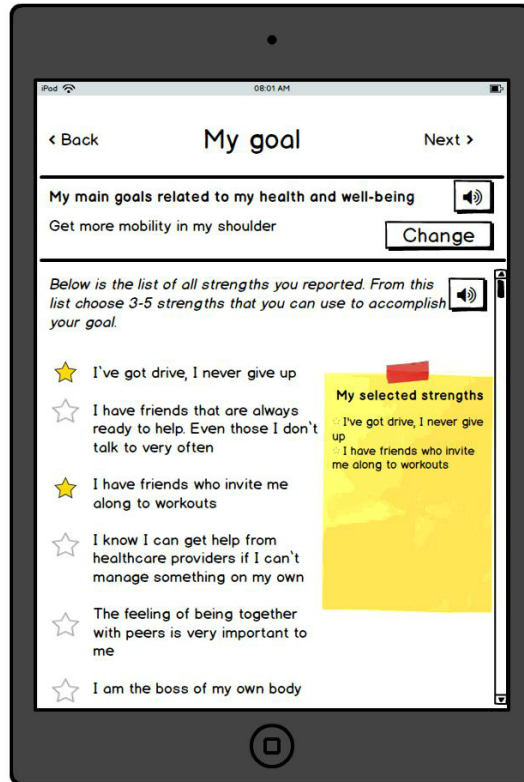 iPod 08:01 AM
< Back My goal Next >
My main goals related to my health and well-being
Get more mobility in my shoulder
Change
Below is the list of all strengths you reported. From this
list choose 3-5 strengths that you can use to accomplish
your goal.
I`ve got drive, I never give up
I have friends that are always
ready to help. Even those I don`t
talk to very often
I have friends who invite me
along to workouts
I know I can get help from
healthcare providers if I can`t
manage something on my own
The feeling of being together
with peers is very important to
me
I am the boss of my own body
My selected strengths
I've got drive, I never give
up
I have friends who invite
me along to workouts